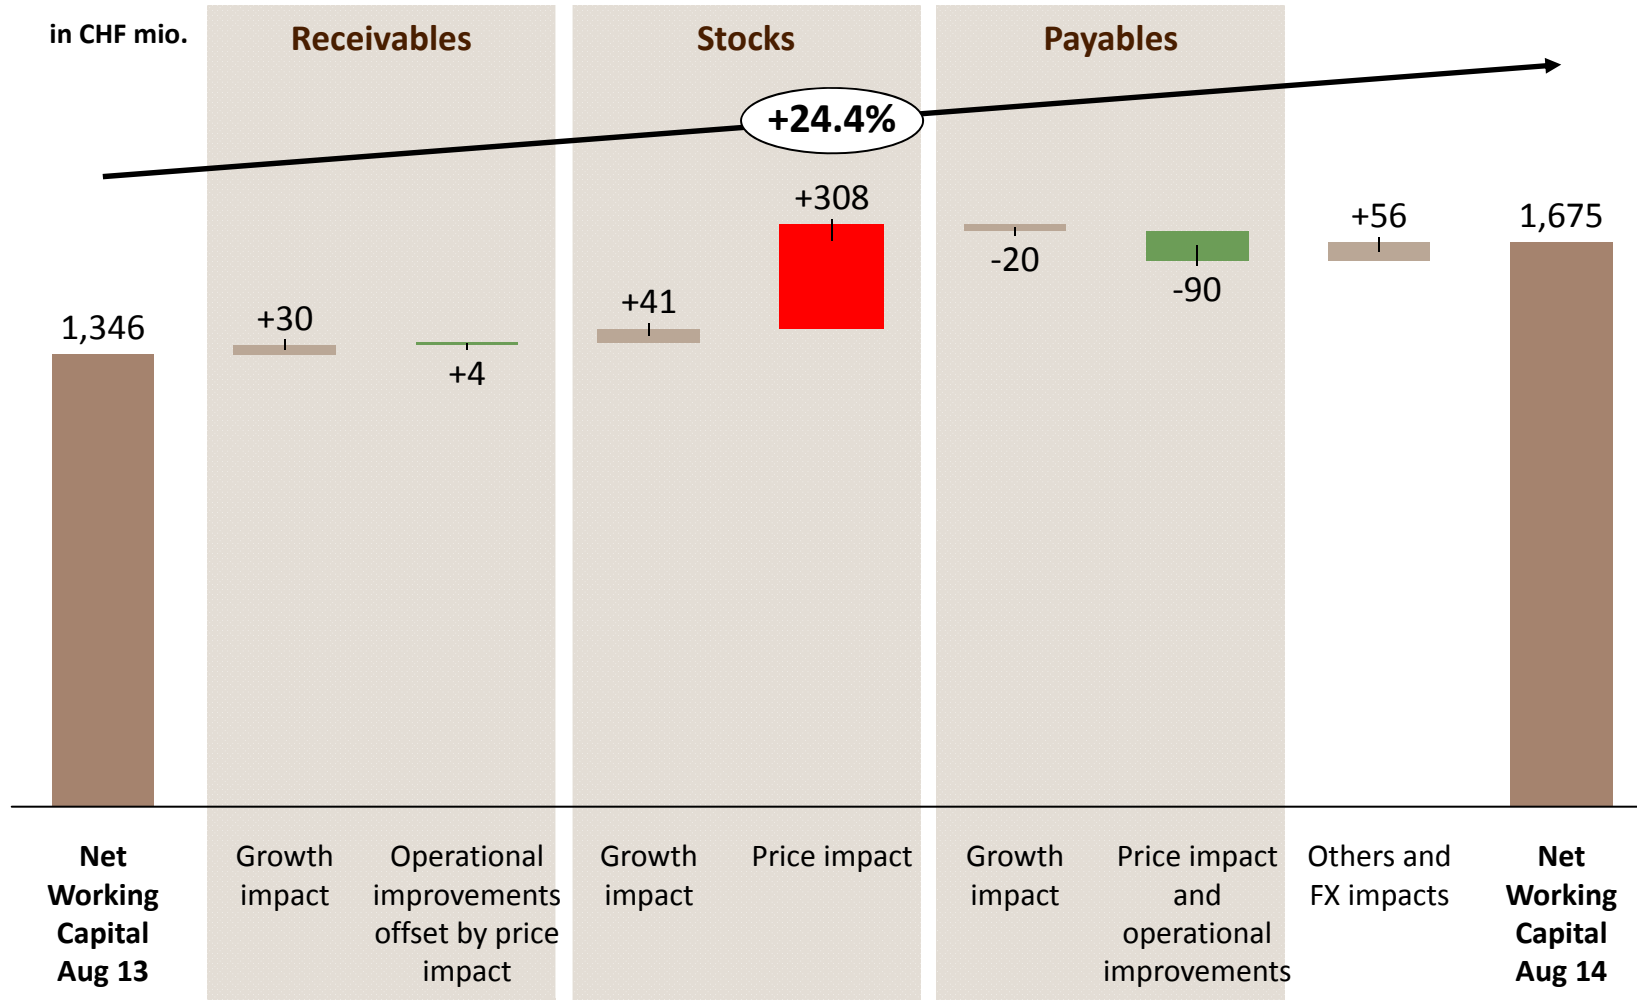 in CHF mio.
Receivables
Stocks
Payables
+24.4%
1,346
+30
+4
+41
+308
-20
-90
+56
1,675
Net
Working
Capital
Aug 13
Growth
impact
Operational
improvements
offset by price
impact
Growth
impact
Price impact
Growth
impact
Price impact
and
operational
improvements
Others and
FX impacts
Net
Working
Capital
Aug 14